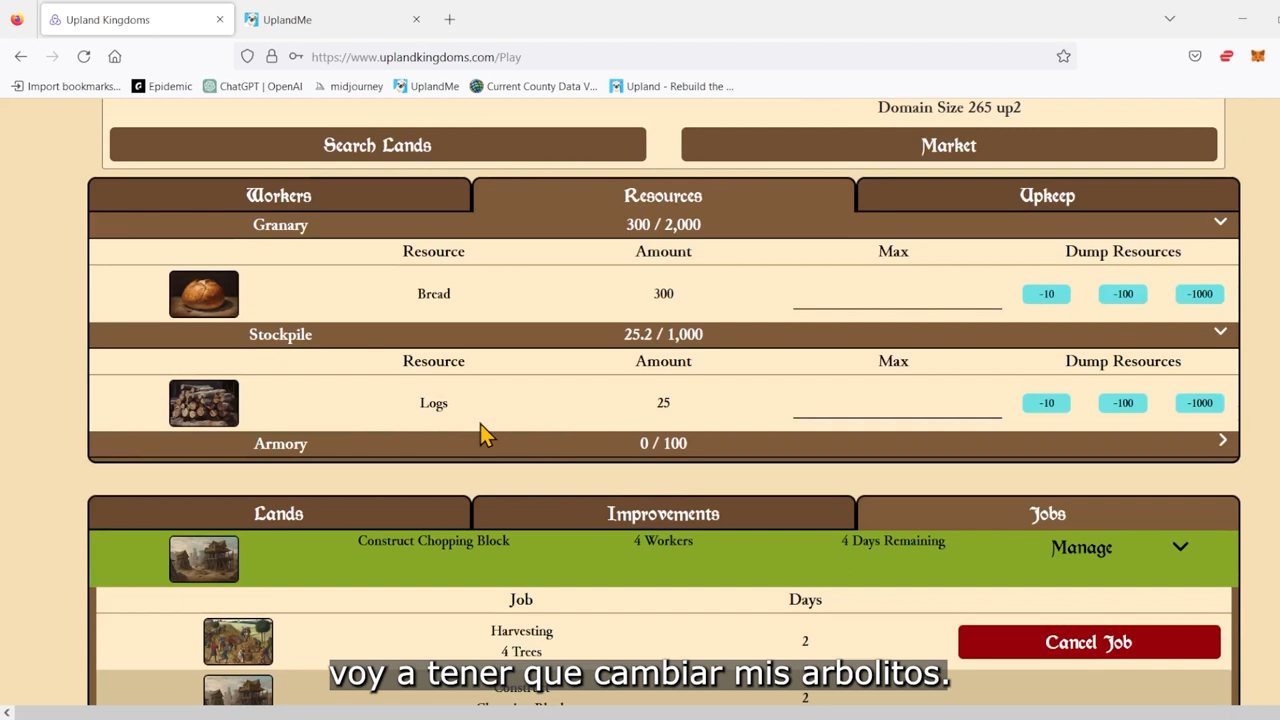 Upland Kingdoms
UplandMe
https://www.uplandkingdoms.com/Play
Import bookmarks...
Epidemic
ChatGPT | OpenAI
midjourney
UplandMe
Current County Data V...
Upland - Rebuild the ...
Domain Size 265 up2
Search Lands
Market
Workers
Resources
Upkeep
Granary 300 / 2,000
Resource Amount Max Dump Resources
Bread 300 -10 -100 -1000
Stockpile 25.2 / 1,000
Resource Amount Max Dump Resources
Logs 25 -10 -100 -1000
Armory 0 / 100
Lands
Improvements
Jobs
Construct Chopping Block 4 Workers 4 Days Remaining Manage
Job Days
Harvesting
4 Trees
2
Cancel Job
voy a tener que cambiar mis arbolitos.
2